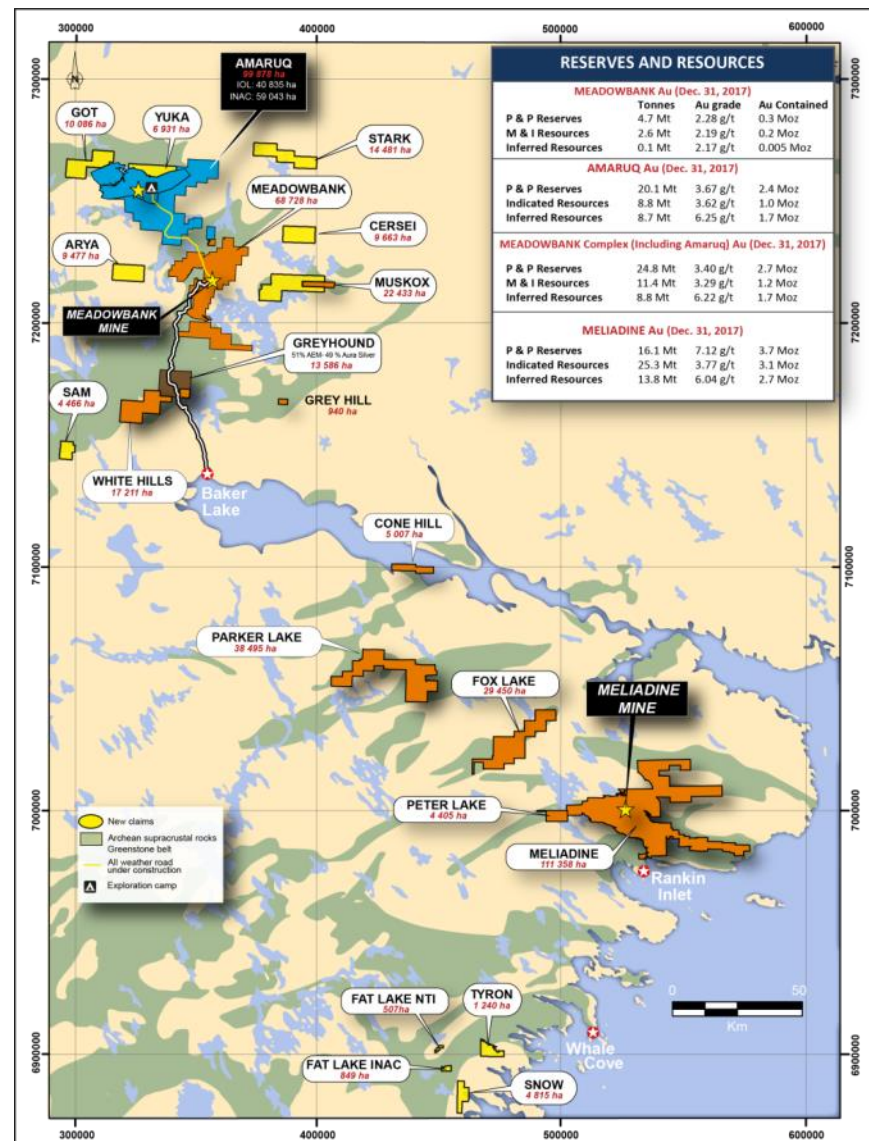 300000
400000
500000
600000
7300000
7200000
7100000
7000000
6900000
N
AMARUQ
99 878 ha
IOL: 40 835 ha
INAC: 59 043 ha
GOT
10 086 ha
YUKA
6 931 ha
STARK
14 481 ha
MEADOWBANK
68 728 ha
CERSEI
9 663 ha
ARYA
9 477 ha
MUSKOX
22 433 ha
MEADOWBANK
MINE
GREYHOUND
51% AEM- 49 % Aura Silver
13 586 ha
SAM
4 466 ha
GREY HILL
940 ha
WHITE HILLS
17 211 ha
Baker
Lake
CONE HILL
5 007 ha
PARKER LAKE
38 495 ha
FOX LAKE
29 450 ha
MELIADINE
MINE
PETER LAKE
4 405 ha
MELIADINE
111 358 ha
Rankin
Inlet
FAT LAKE NTI
507ha
TYRON
1 240 ha
FAT LAKE INAC
849 ha
Whale
Cove
SNOW
4 815 ha
RESERVES AND RESOURCES
MEADOWBANK Au (Dec. 31, 2017)
Tonnes Au grade Au Contained
P & P Reserves 4.7 Mt 2.28 g/t 0.3 Moz
M & I Resources 2.6 Mt 2.19 g/t 0.2 Moz
Inferred Resources 0.1 Mt 2.17 g/t 0.005 Moz
AMARUQ Au (Dec. 31, 2017)
P & P Reserves 20.1 Mt 3.67 g/t 2.4 Moz
Indicated Resources 8.8 Mt 3.62 g/t 1.0 Moz
Inferred Resources 8.7 Mt 6.25 g/t 1.7 Moz
MEADOWBANK Complex (Including Amaruq) Au (Dec. 31, 2017)
P & P Reserves 24.8 Mt 3.40 g/t 2.7 Moz
M & I Resources 11.4 Mt 3.29 g/t 1.2 Moz
Inferred Resources 8.8 Mt 6.22 g/t 1.7 Moz
MELIADINE Au (Dec. 31, 2017)
P & P Reserves 16.1 Mt 7.12 g/t 3.7 Moz
Indicated Resources 25.3 Mt 3.77 g/t 3.1 Moz
Inferred Resources 13.8 Mt 6.04 g/t 2.7 Moz
New claims
Archean supracrustal rocks
Greenstone belt
All weather road
under construction
Exploration camp
0 50
Km
7300000
7200000
7100000
7000000
6900000
300000
400000
500000
600000